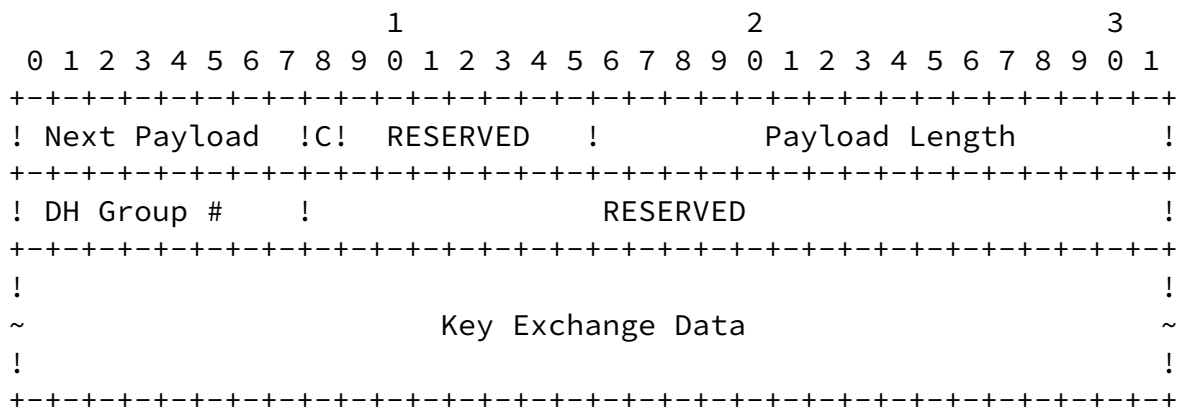 1                   2                   3
 0 1 2 3 4 5 6 7 8 9 0 1 2 3 4 5 6 7 8 9 0 1 2 3 4 5 6 7 8 9 0 1
+-+-+-+-+-+-+-+-+-+-+-+-+-+-+-+-+-+-+-+-+-+-+-+-+-+-+-+-+-+-+-+-+
! Next Payload  !C!  RESERVED   !         Payload Length        !
+-+-+-+-+-+-+-+-+-+-+-+-+-+-+-+-+-+-+-+-+-+-+-+-+-+-+-+-+-+-+-+-+
! DH Group #    !                RESERVED                       !
+-+-+-+-+-+-+-+-+-+-+-+-+-+-+-+-+-+-+-+-+-+-+-+-+-+-+-+-+-+-+-+-+
!                                                               !
~                       Key Exchange Data                       ~
!                                                               !
+-+-+-+-+-+-+-+-+-+-+-+-+-+-+-+-+-+-+-+-+-+-+-+-+-+-+-+-+-+-+-+-+